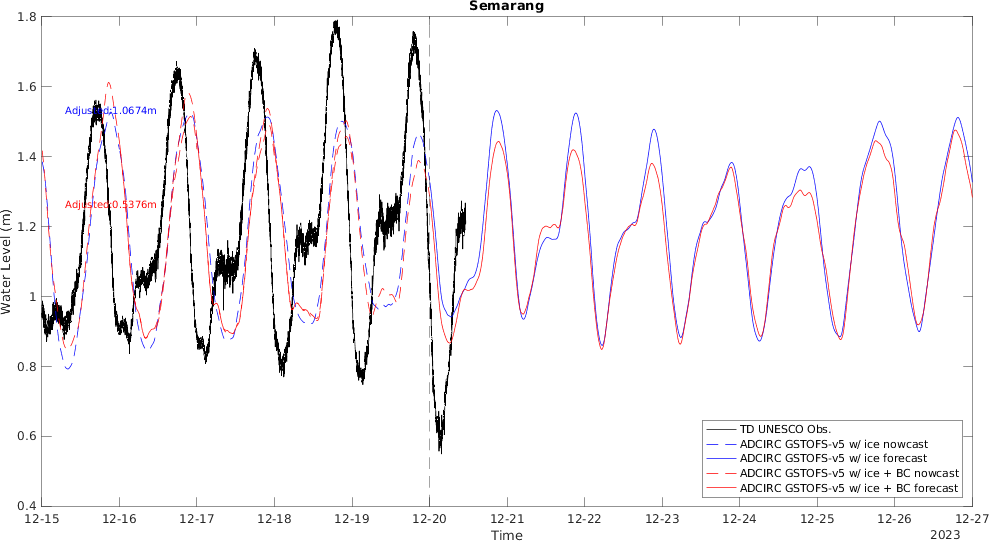 Semarang
1.8
1.6
1.4
1.2
1
0.8
0.6
0.4
Water Level (m)
Adjusted:1.0674m
Adjusted:0.5376m
TD UNESCO Obs.
ADCIRC GSTOFS-v5 w/ ice nowcast
ADCIRC GSTOFS-v5 w/ ice forecast
ADCIRC GSTOFS-v5 w/ ice + BC nowcast
ADCIRC GSTOFS-v5 w/ ice + BC forecast
12-15 12-16 12-17 12-18 12-19 12-20 12-21 12-22 12-23 12-24 12-25 12-26 12-27
Time
2023